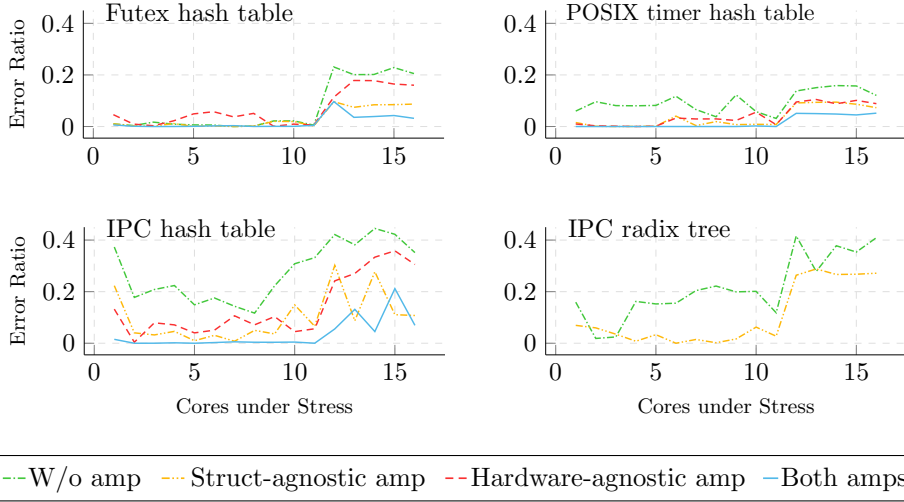 Futex hash table
POSIX timer hash table
Error Ratio
0.4
0.2
0
0 5 10 15
0.4
0.2
0
0 5 10 15
IPC hash table
IPC radix tree
Error Ratio
0.4
0.2
0
0 5 10 15
Cores under Stress
0.4
0.2
0
0 5 10 15
Cores under Stress
W/o amp Struct-agnostic amp Hardware-agnostic amp Both amps